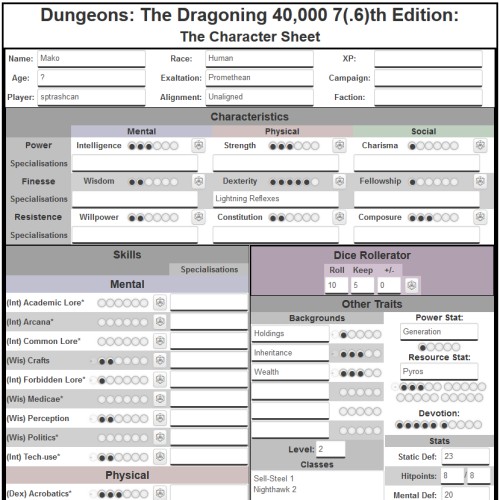 Dungeons: The Dragoning 40,000 7(.6)th Edition:
The Character Sheet
Name: Mako Race: Human XP:
Age: ? Exaltation: Promethean Campaign:
Player: sptrashcan Alignment: Unaligned Faction:
Characteristics
Mental Physical Social
Power Intelligence Strength Charisma
Specialisations
Finesse Wisdom Dexterity Fellowship
Specialisations Lightning Reflexes
Resistence Willpower Constitution Composure
Specialisations
Skills
Specialisations
Mental
(Int) Academic Lore*
(Int) Arcana*
(Int) Common Lore*
(Wis) Crafts
(Int) Forbidden Lore*
(Wis) Medicae*
(Wis) Perception
(Wis) Politics*
(Int) Tech-use*
Physical
(Dex) Acrobatics*
Dice Rollerator
Roll Keep +/-
10 5 0
Other Traits
Backgrounds
Holdings
Inheritance
Wealth
Level: 2
Classes
Sell-Steel 1
Nighthawk 2
Power Stat:
Generation
Resource Stat:
Pyros
Devotion:
Stats
Static Def: 23
Hitpoints: 8 / 8
Mental Def: 20